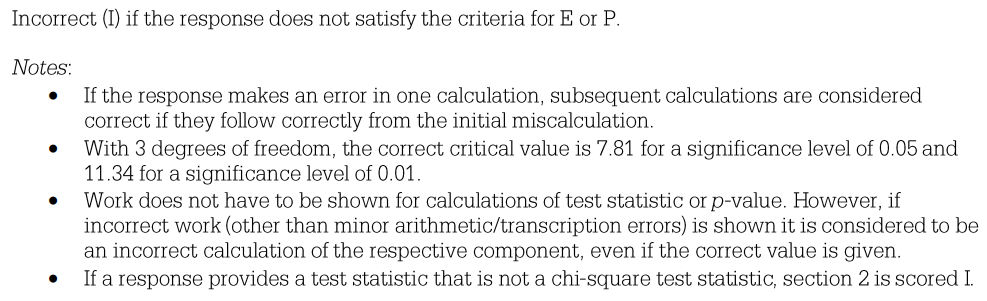 Incorrect (I) if the response does not satisfy the criteria for E or P.
Notes:
• If the response makes an error in one calculation, subsequent calculations are considered
correct if they follow correctly from the initial miscalculation.
• With 3 degrees of freedom, the correct critical value is 7.81 for a significance level of 0.05 and
11.34 for a significance level of 0.01.
• Work does not have to be shown for calculations of test statistic or p-value. However, if
incorrect work (other than minor arithmetic/transcription errors) is shown it is considered to be
an incorrect calculation of the respective component, even if the correct value is given.
• If a response provides a test statistic that is not a chi-square test statistic, section 2 is scored I.